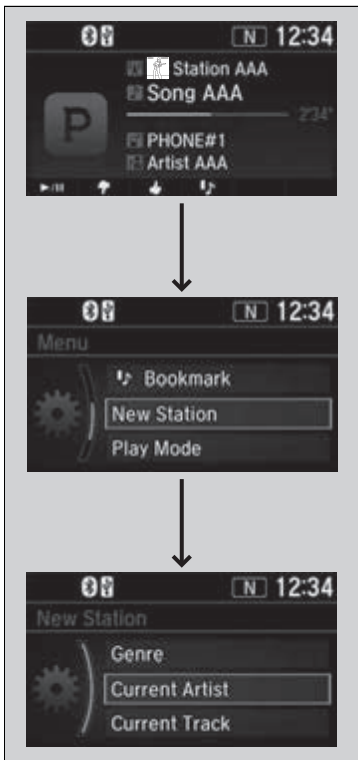 N 12:34
Station AAA
Song AAA
2'34"
P
PHONE#1
Artist AAA
N 12:34
Menu
Bookmark
New Station
Play Mode
N 12:34
New Station
Genre
Current Artist
Current Track